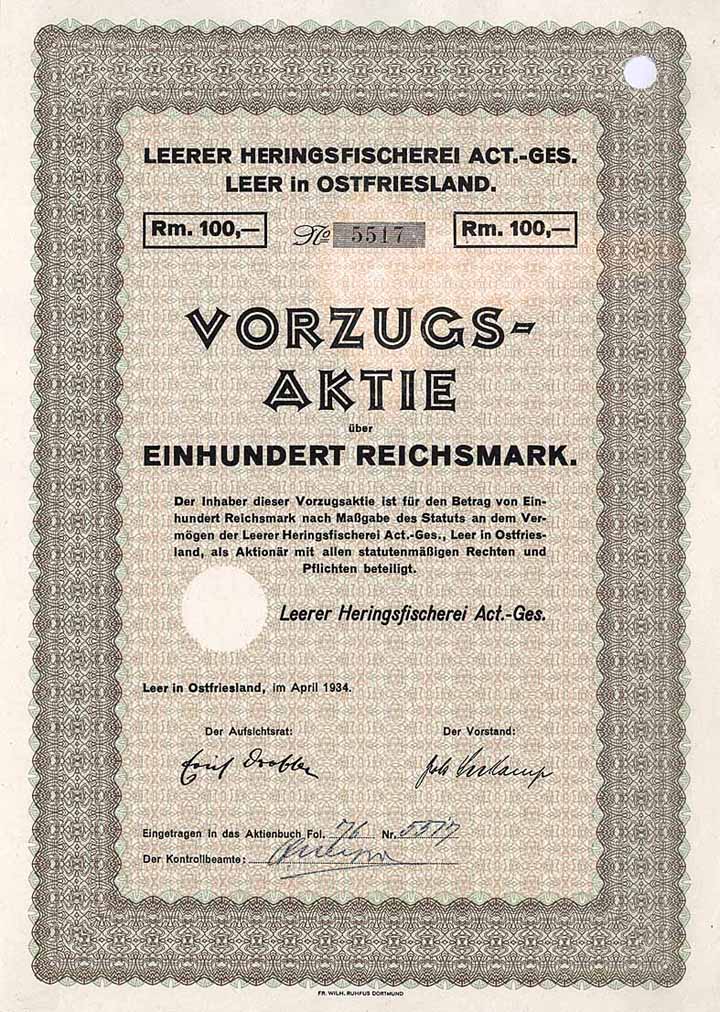 LEERER HERINGSFISCHEREI ACT.-GES.
LEER in OSTFRIESLAND.
Rm. 100,— No 5517 Rm. 100,—
VORZUGS-
AKTIE
über
EINHUNDERT REICHSMARK.
Der Inhaber dieser Vorzugsaktie ist für den Betrag von Ein-
hundert Reichsmark nach Maßgabe des Statuts an dem Ver-
mögen der Leerer Heringsfischerei Act.-Ges., Leer in Ostfries-
land, als Aktionär mit allen statutenmäßigen Rechten und
Pflichten beteiligt.
Leerer Heringsfischerei Act.-Ges.
Leer in Ostfriesland, im April 1934.
Der Aufsichtsrat: Der Vorstand:
Eingetragen in das Aktienbuch Fol. 76 Nr. 5517
Der Kontrollbeamte:
FR. WILH. RUHFUS DORTMUND